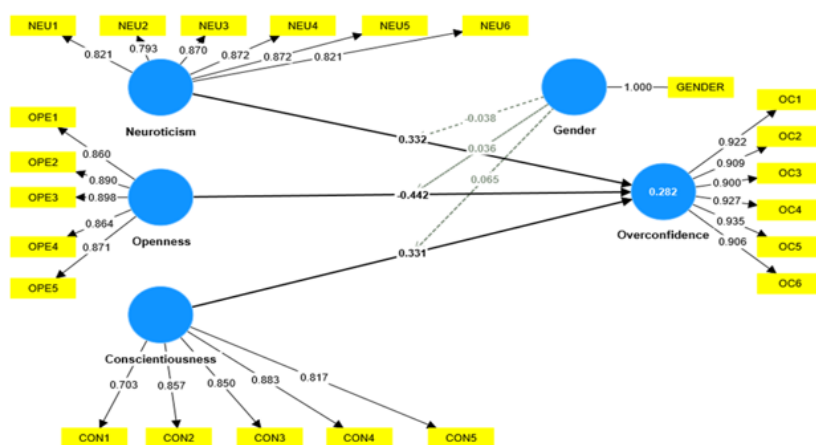 NEU1 NEU2 NEU3 NEU4 NEU5 NEU6
0.821 0.793 0.870 0.872 0.872 0.821
Neuroticism
OPE1
OPE2
OPE3
OPE4
OPE5
0.860
0.890
0.898
0.864
0.871
Openness
Conscientiousness
0.703 0.857 0.850 0.883 0.817
CON1 CON2 CON3 CON4 CON5
Gender
1.000
GENDER
-0.038
0.332
0.036
-0.442
0.065
0.331
0.282
Overconfidence
0.922
0.909
0.900
0.927
0.935
0.906
OC1
OC2
OC3
OC4
OC5
OC6